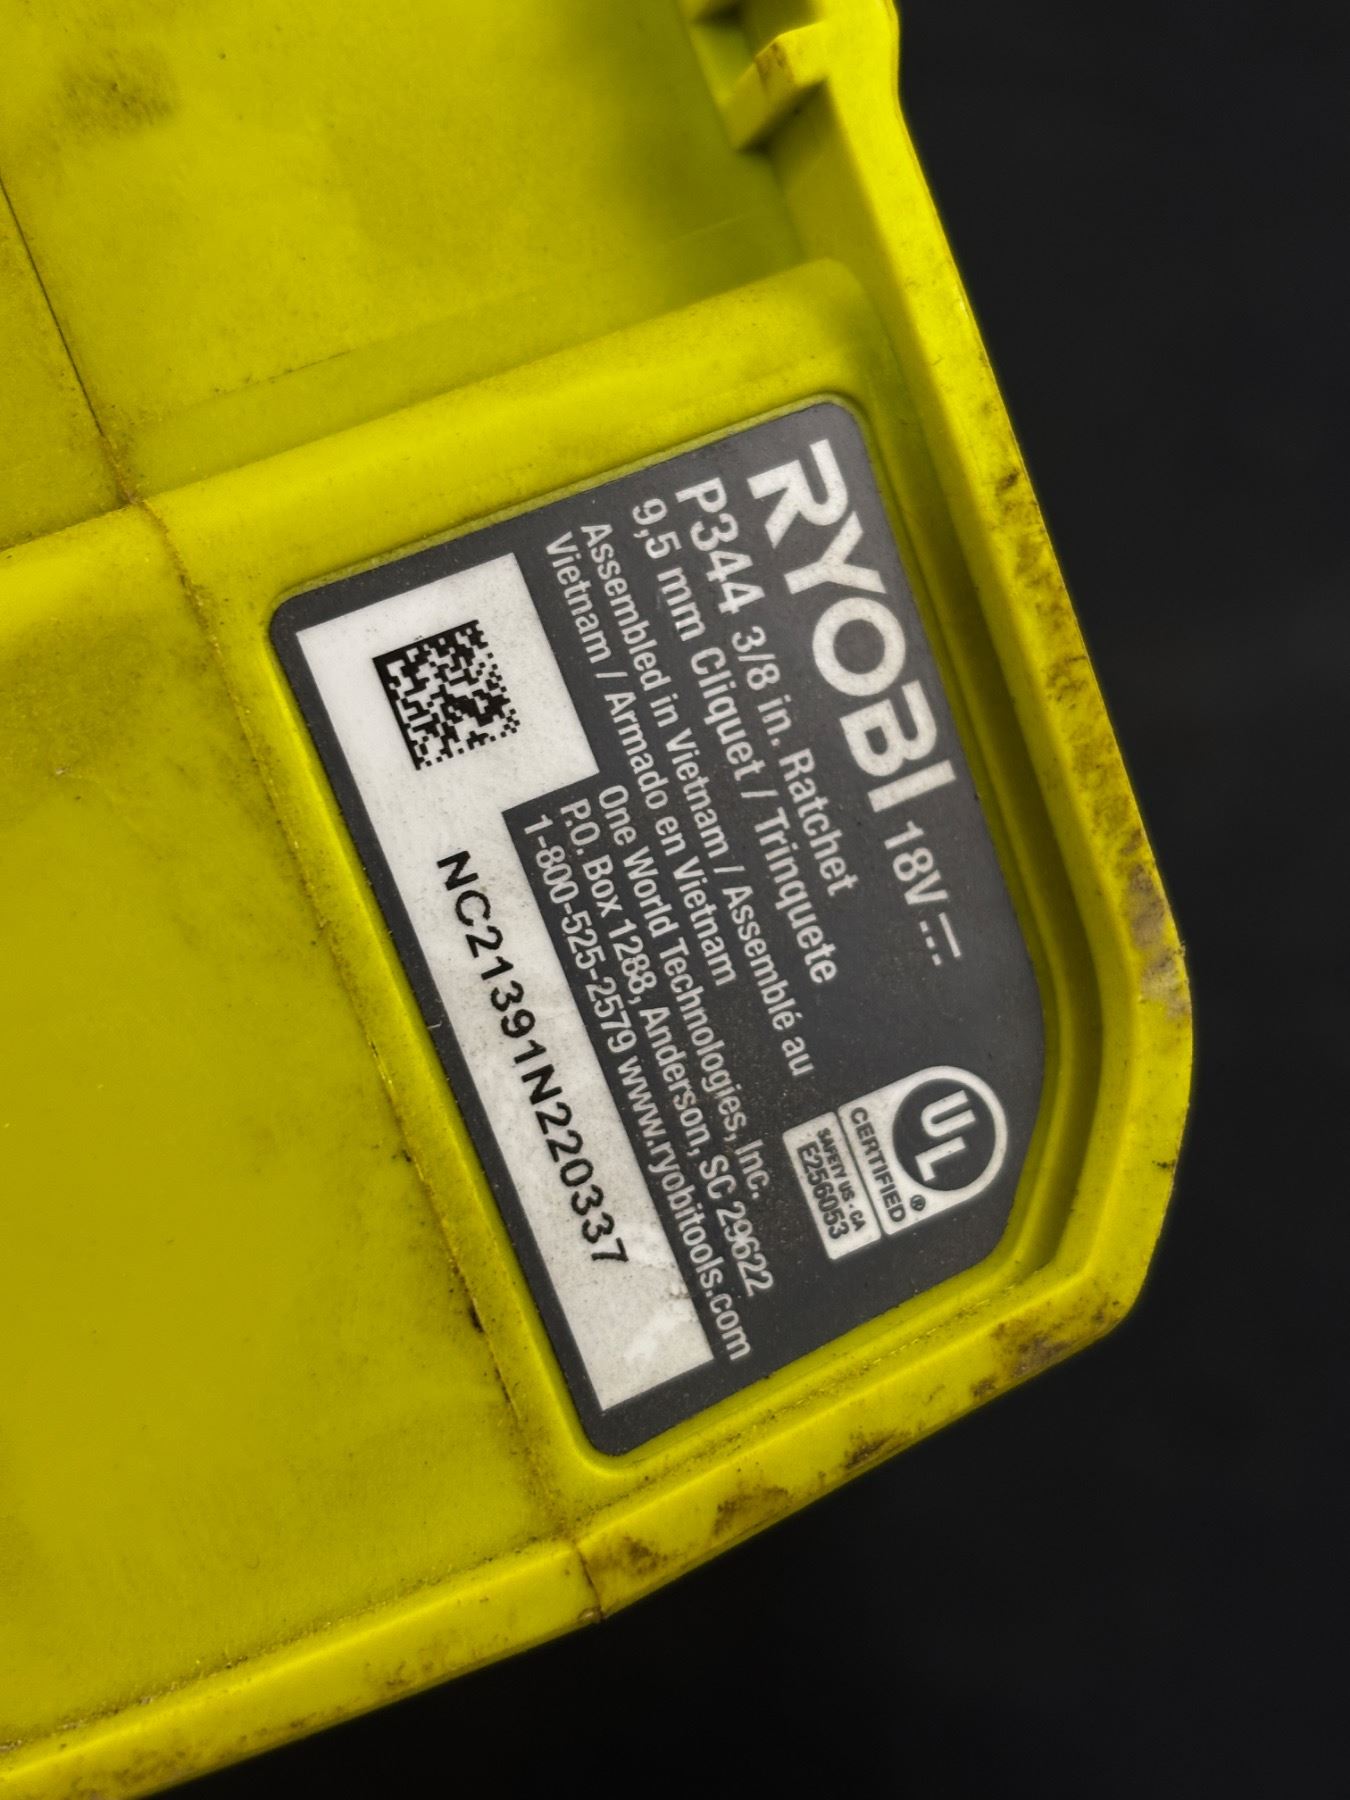 RYOBI 18V
P344 3/8 in. Ratchet
9,5 mm Cliquet / Trinquete
Assembled in Vietnam / Assemblé au
Vietnam / Armado en Vietnam
One World Technologies, Inc.
P.O. Box 1288, Anderson, SC 29622
1-800-525-2579 www.ryobitools.com
NC21391N220337
UL
®
CERTIFIED
SAFETY US - CA
E256053